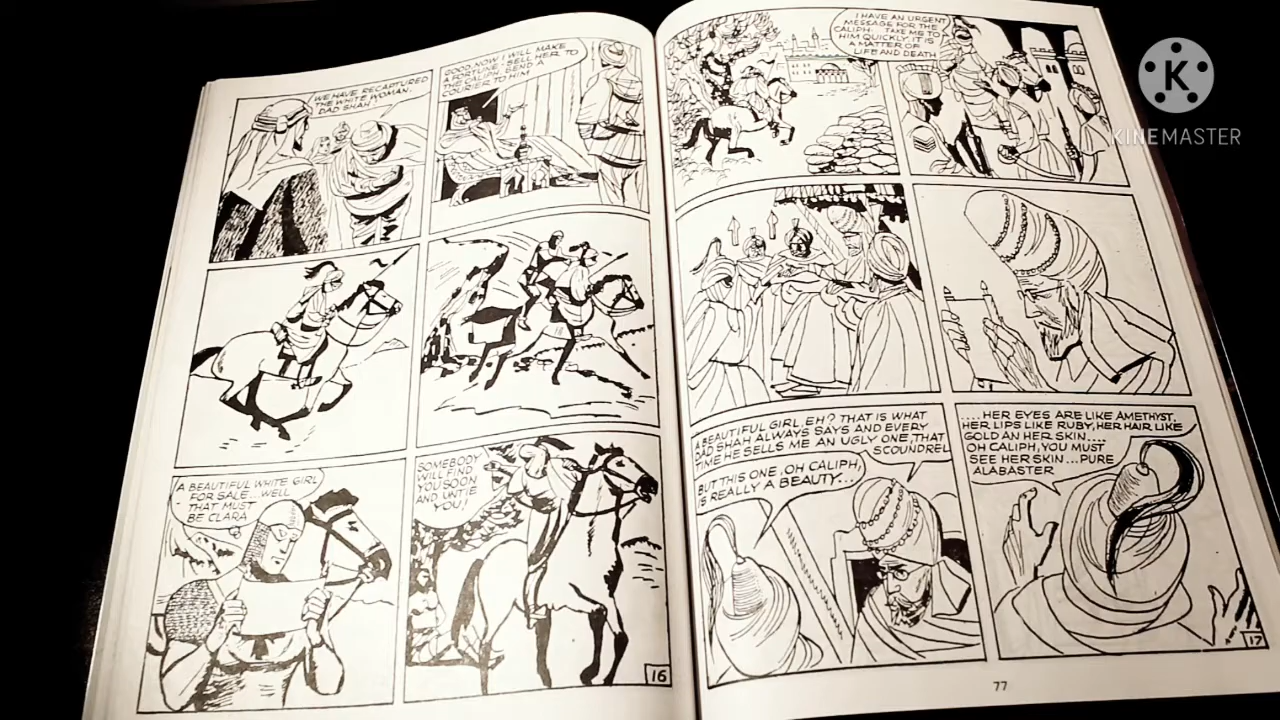 WE HAVE RECAPTURED
THE WHITE WOMAN,
DAD SHAH!
GOOD. NOW I WILL MAKE
A FORTUNE! SELL HER TO
THE CALIPH. SEND A
COURIER TO HIM
A BEAUTIFUL WHITE GIRL
FOR SALE...WELL
THAT MUST
BE CLARA
SOMEBODY
WILL FIND
YOU SOON
AND UNTIE
YOU!
16
I HAVE AN URGENT
MESSAGE FOR THE
CALIPH. TAKE ME TO
HIM QUICKLY. IT IS
A MATTER OF
LIFE AND DEATH
A BEAUTIFUL GIRL, EH? THAT IS WHAT
DAD SHAH ALWAYS SAYS AND EVERY
TIME HE SELLS ME AN UGLY ONE, THAT
SCOUNDREL
BUT THIS ONE, OH CALIPH,
IS REALLY A BEAUTY...
....HER EYES ARE LIKE AMETHYST,
HER LIPS LIKE RUBY, HER HAIR LIKE
GOLD AN HER SKIN....
OH CALIPH, YOU MUST
SEE HER SKIN...PURE
ALABASTER
17
77
K
KINEMASTER